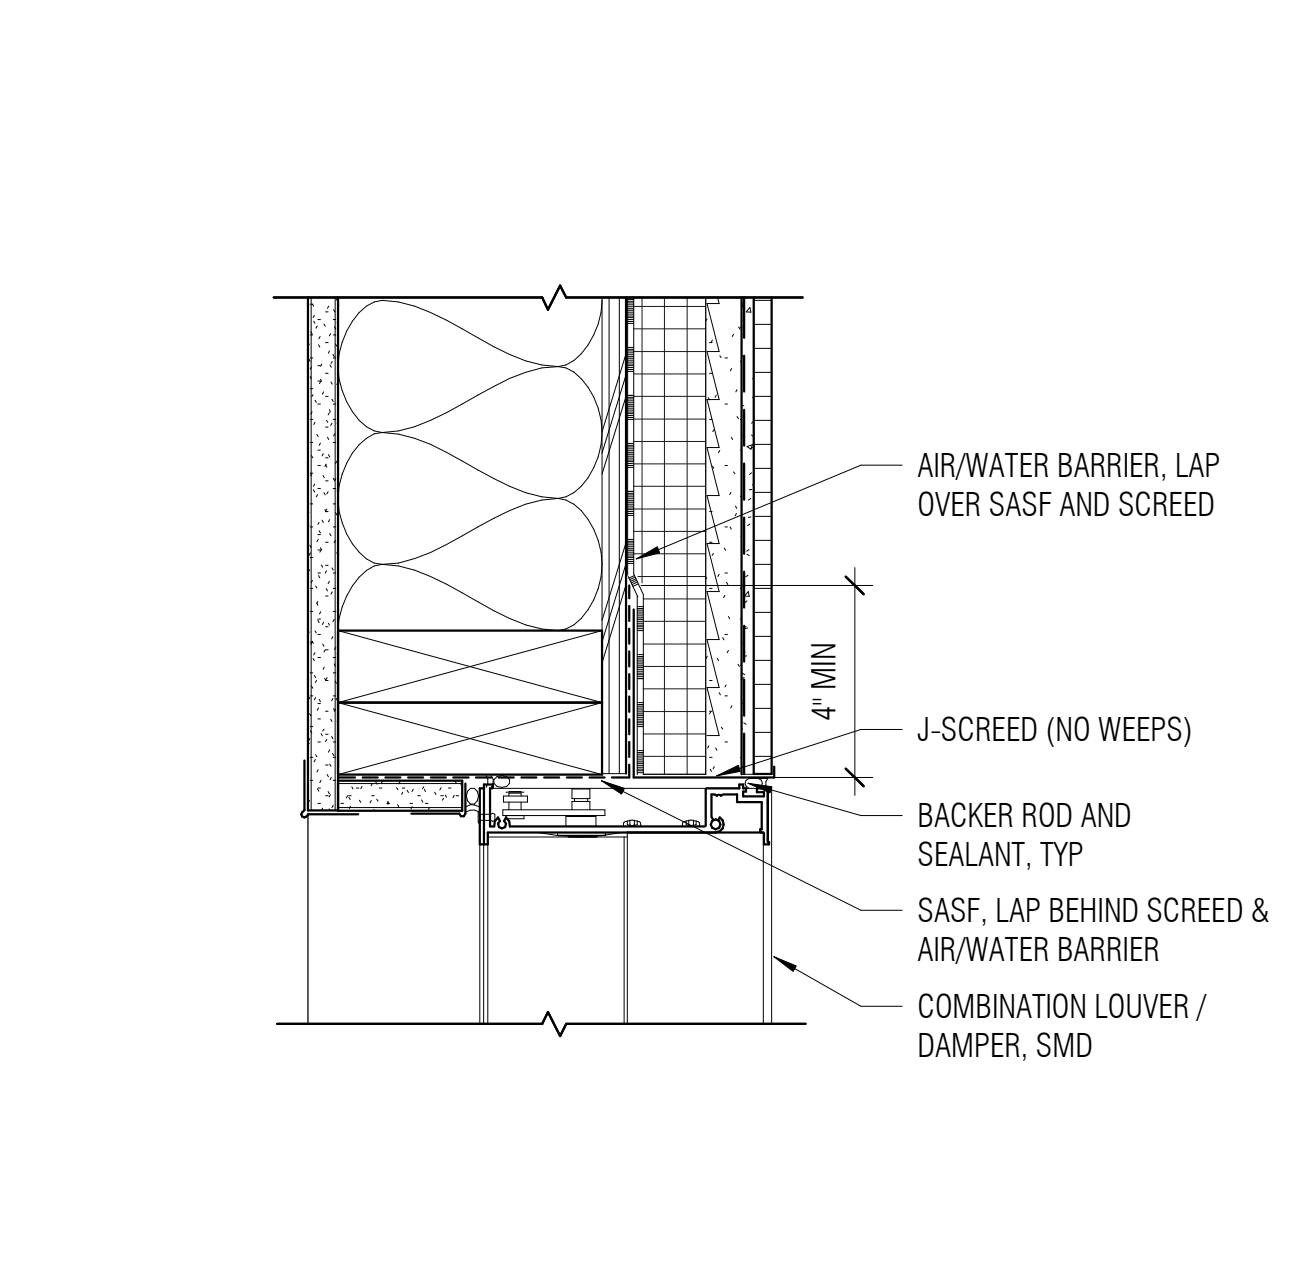 AIR/WATER BARRIER, LAP
OVER SASF AND SCREED
4" MIN
J-SCREED (NO WEEPS)
BACKER ROD AND
SEALANT, TYP
SASF, LAP BEHIND SCREED &
AIR/WATER BARRIER
COMBINATION LOUVER /
DAMPER, SMD